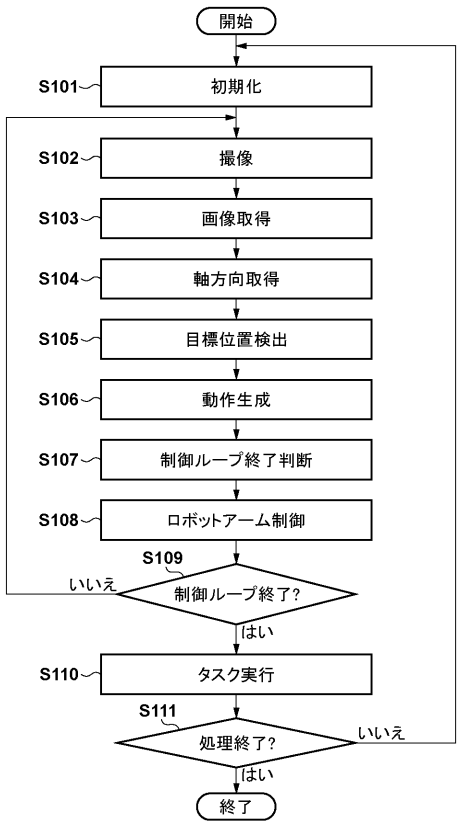 開始
S101 初期化
S102 撮像
S103 画像取得
S104 軸方向取得
S105 目標位置検出
S106 動作生成
S107 制御ループ終了判断
S108 ロボットアーム制御
S109
いいえ 制御ループ終了?
はい
S110 タスク実行
S111
処理終了? いいえ
はい
終了